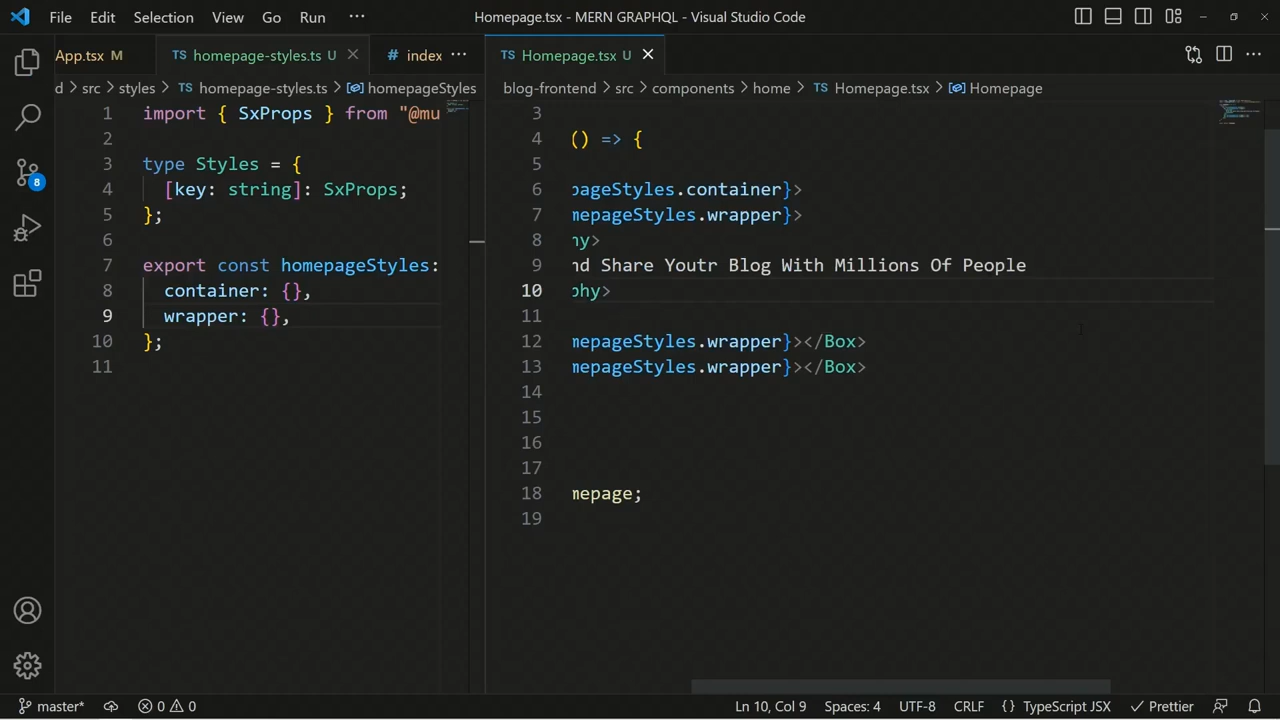 File Edit Selection View Go Run ··· Homepage.tsx - MERN GRAPHQL - Visual Studio Code
App.tsx M TS homepage-styles.ts U # index ··· TS Homepage.tsx U
d > src > styles > TS homepage-styles.ts > homepageStyles
blog-frontend > src > components > home > TS Homepage.tsx > Homepage
1 import { SxProps } from "@mu
2
3 type Styles = {
4 [key: string]: SxProps;
5 };
6
7 export const homepageStyles:
8 container: {},
9 wrapper: {},
10 };
11
3
4 () => {
5
6 pageStyles.container}>
7 mepageStyles.wrapper}>
8 hy>
9 nd Share Youtr Blog With Millions Of People
10 phy>
11
12 mepageStyles.wrapper}></Box>
13 mepageStyles.wrapper}></Box>
14
15
16
17
18 mepage;
19
8
master* 0 0 Ln 10, Col 9 Spaces: 4 UTF-8 CRLF {} TypeScript JSX Prettier